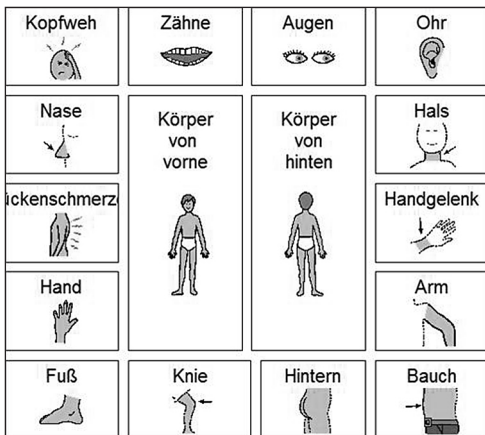 Kopfweh
Zähne
Augen
Ohr
Nase
Körper
von
vorne
Körper
von
hinten
Hals
ückenschmerze
Handgelenk
Hand
Arm
Fuß
Knie
Hintern
Bauch